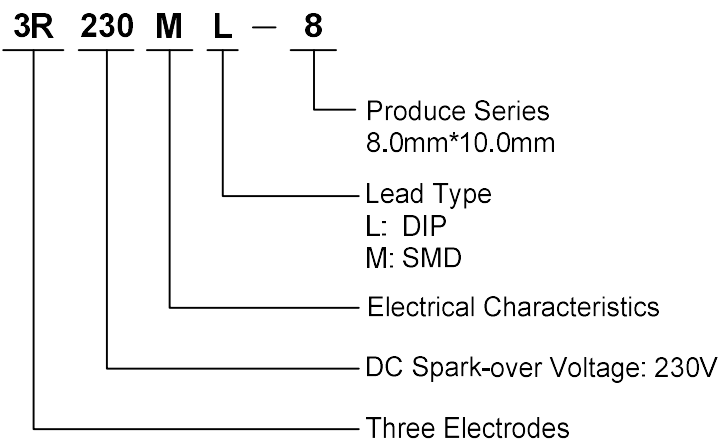 3R 230 M L – 8
Produce Series
8.0mm*10.0mm
Lead Type
L: DIP
M: SMD
Electrical Characteristics
DC Spark-over Voltage: 230V
Three Electrodes